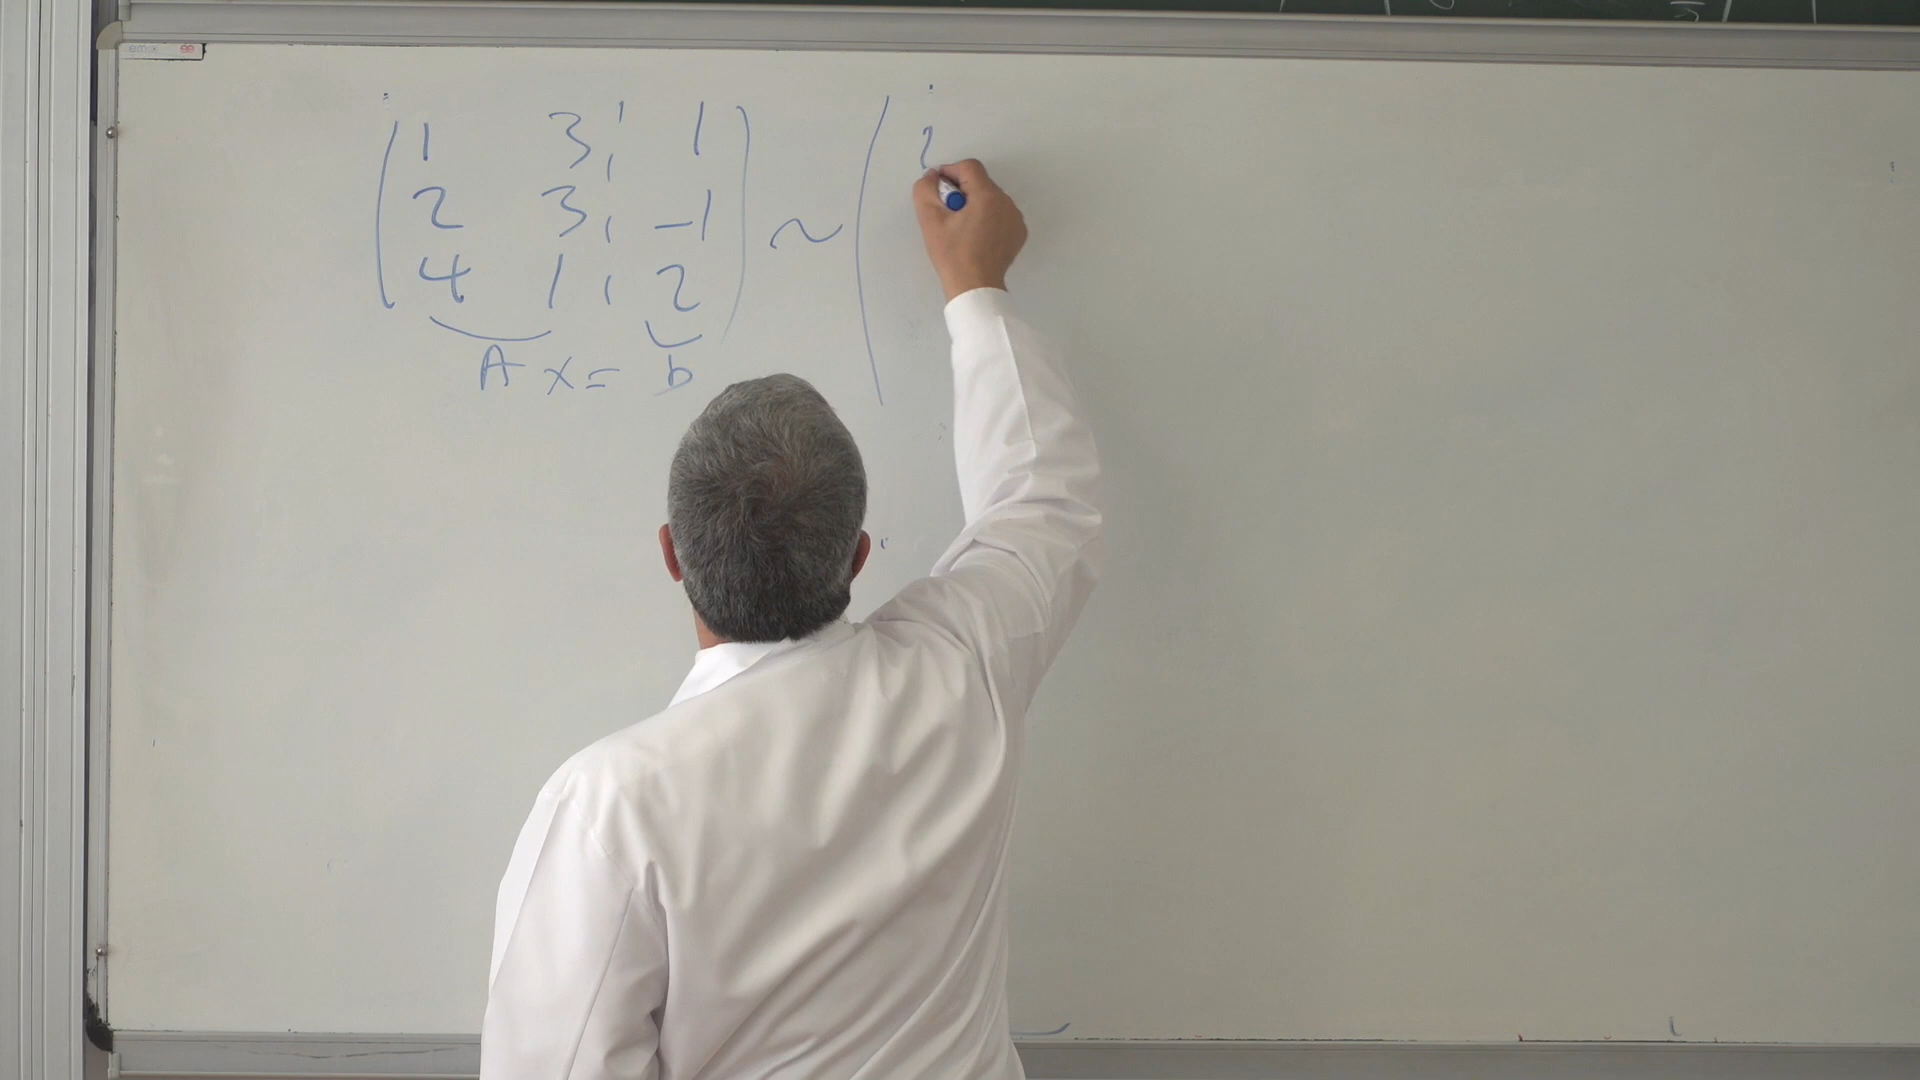 ( 1 3 ¦ 1 ) ~ (
2 3 ¦ -1
4 1 ¦ 2
A x = b